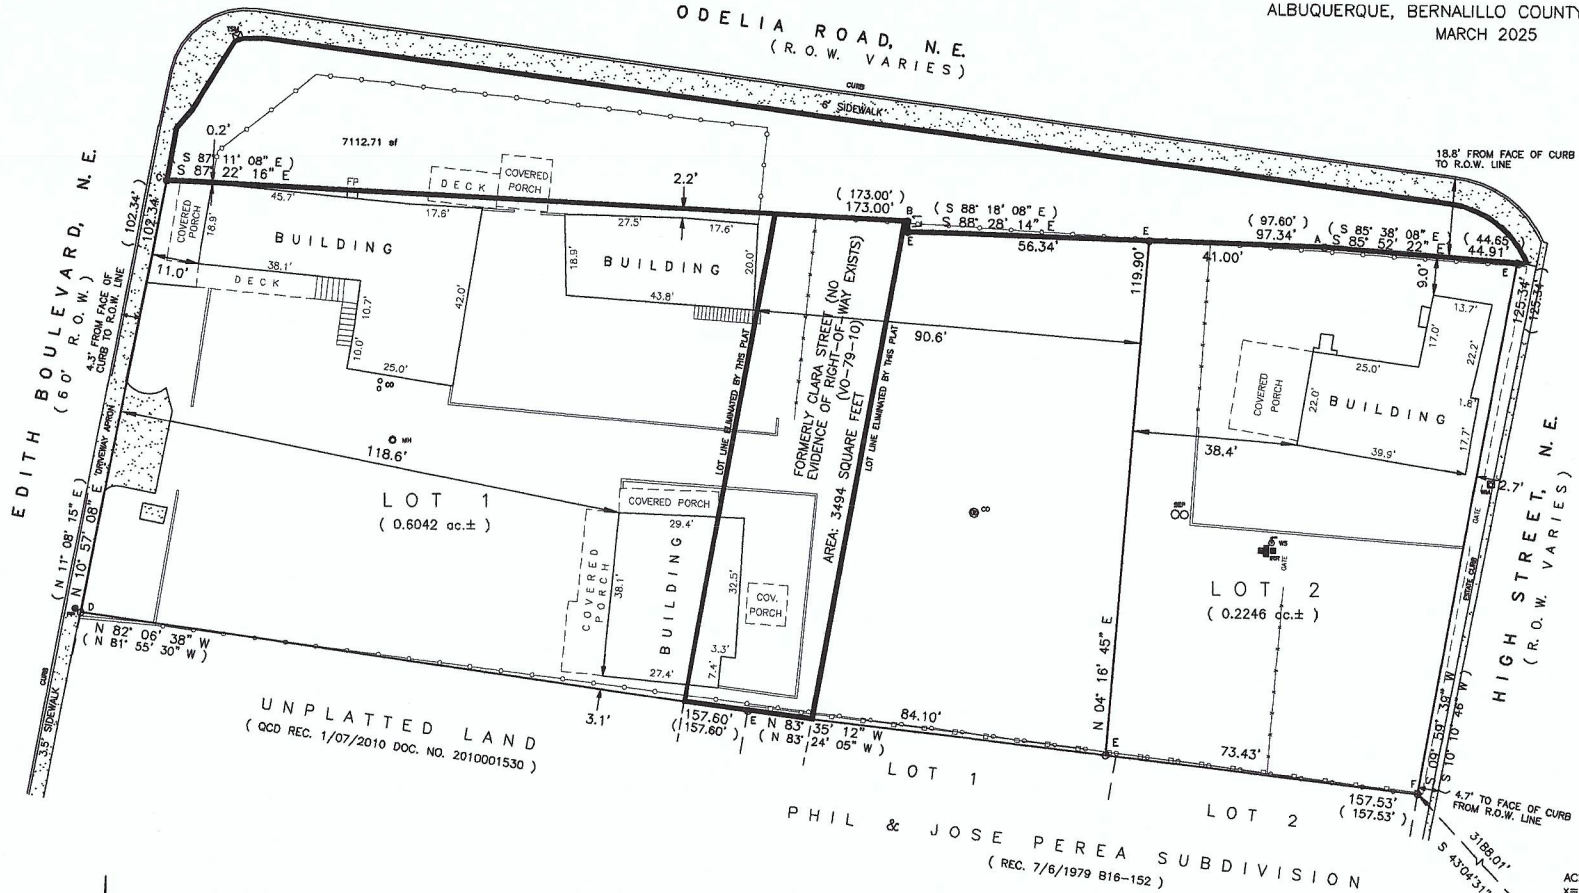 ALBUQUERQUE, BERNALILLO COUNTY
MARCH 2025
ODELIA ROAD, N. E.
( R. O. W. VARIES )
CURB
6' SIDEWALK
18.8' FROM FACE OF CURB
TO R.O.W. LINE
0.2'
7112.71 sf
( S 87° 11' 08" E )
S 87° 22' 16" E
FP
DECK
COVERED
PORCH
2.2'
( 173.00' )
173.00'
B
( S 88° 18' 08" E )
S 88° 28' 14" E
E
E
56.34'
( 97.60' )
97.34'
A
( S 85° 38' 08" E )
S 85° 52' 22" E
( 44.65' )
44.91'
E
41.00'
9.0'
EDITH BOULEVARD, N. E.
( 60' R. O. W. )
4.3' FROM FACE OF
CURB TO R.O.W. LINE
( 102.34' )
102.34'
COVERED
PORCH
18.9'
45.7'
17.6'
BUILDING
38.1'
DECK
11.0'
10.7'
10.0'
25.0'
42.0'
CO
MH
27.5'
17.6'
18.9'
BUILDING
20.0'
43.8'
LOT LINE ELIMINATED BY THIS PLAT
FORMERLY CLARA STREET (NO
EVIDENCE OF RIGHT-OF-WAY EXISTS)
(VO-79-10)
AREA: 3494 SQUARE FEET
LOT LINE ELIMINATED BY THIS PLAT
90.6'
119.90'
13.7'
17.0'
22.2'
25.0'
COVERED
PORCH
22.0'
BUILDING
1.8'
17.7'
39.9'
38.4'
125.34'
( 125.34' )
2.7'
GATE
DRIVEWAY APRON
118.6'
LOT 1
( 0.6042 ac.± )
COVERED PORCH
29.4'
COVERED
PORCH
38.1'
BUILDING
32.5'
COV.
PORCH
3.3'
7.4'
27.4'
CO
SEP
WS
GATE
LOT 2
( 0.2246 ac.± )
HIGH STREET, N. E.
( R. O. W. VARIES )
( N 11° 08' 15" E )
N 10° 57' 08" E
D
N 82° 06' 38" W
( N 81° 55' 30" W )
CURB
3.5' SIDEWALK
UNPLATTED LAND
( QCD REC. 1/07/2010 DOC. NO. 2010001530 )
3.1'
157.60'
( 157.60' )
E
N 83° 35' 12" W
( N 83° 24' 05" W )
84.10'
N 04° 16' 45" E
E
73.43'
F
157.53'
( 157.53' )
S 09° 59' 39" W
( S 10° 10' 46" W )
4.7' TO FACE OF CURB
FROM R.O.W. LINE
3188.01'
S 43°04'31"
LOT 1
LOT 2
PHIL & JOSE PEREA SUBDIVISION
( REC. 7/6/1979 B16-152 )